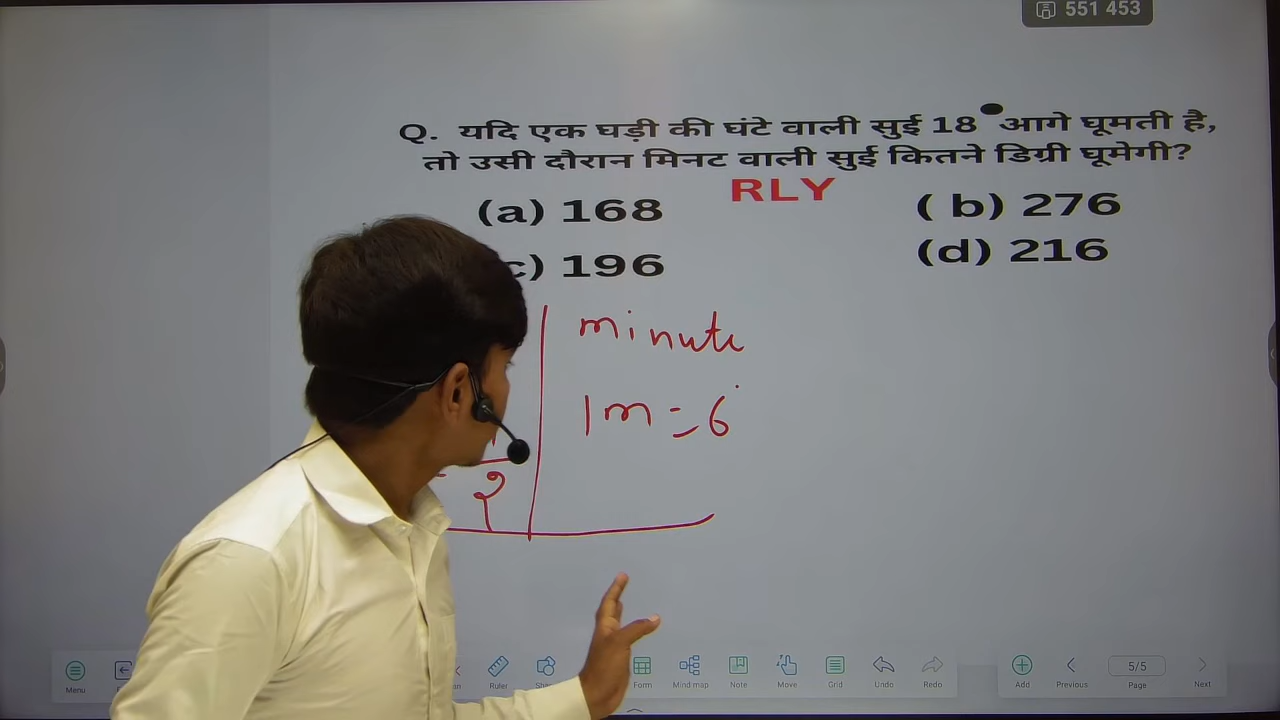 551 453
Q. यदि एक घड़ी की घंटे वाली सुई 18° आगे घूमती है,
तो उसी दौरान मिनट वाली सुई कितने डिग्री घूमेगी?
RLY
(a) 168
( b) 276
c) 196
(d) 216
minute
1m = 6°
2
Menu
Ruler
Form
Mind map
Note
Move
Grid
Undo
Redo
Add
Previous
5/5
Page
Next